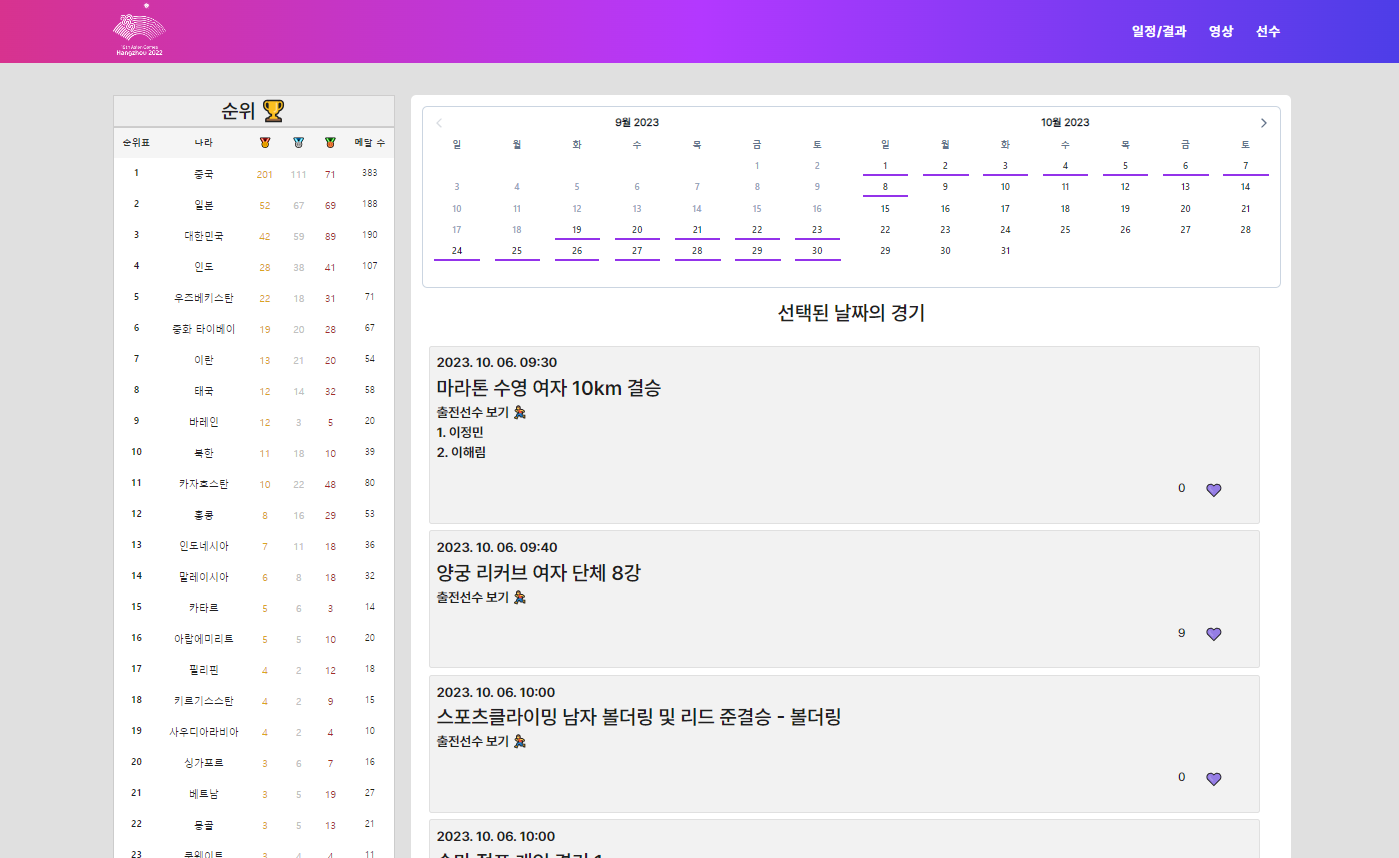 19th Asian Games
Hangzhou 2022
일정/결과 영상 선수
순위
순위표 나라 메달 수
1 중국 201 111 71 383
2 일본 52 67 69 188
3 대한민국 42 59 89 190
4 인도 28 38 41 107
5 우즈베키스탄 22 18 31 71
6 중화 타이베이 19 20 28 67
7 이란 13 21 20 54
8 태국 12 14 32 58
9 바레인 12 3 5 20
10 북한 11 18 10 39
11 카자흐스탄 10 22 48 80
12 홍콩 8 16 29 53
13 인도네시아 7 11 18 36
14 말레이시아 6 8 18 32
15 카타르 5 6 3 14
16 아랍에미리트 5 5 10 20
17 필리핀 4 2 12 18
18 키르기스스탄 4 2 9 15
19 사우디아라비아 4 2 4 10
20 싱가포르 3 6 7 16
21 베트남 3 5 19 27
22 몽골 3 5 13 21
23 쿠웨이트 3 4 4 11
9월 2023
일 월 화 수 목 금 토
1 2
3 4 5 6 7 8 9
10 11 12 13 14 15 16
17 18 19 20 21 22 23
24 25 26 27 28 29 30
10월 2023
일 월 화 수 목 금 토
1 2 3 4 5 6 7
8 9 10 11 12 13 14
15 16 17 18 19 20 21
22 23 24 25 26 27 28
29 30 31
선택된 날짜의 경기
2023. 10. 06. 09:30
마라톤 수영 여자 10km 결승
출전선수 보기
1. 이정민
2. 이해림
0
2023. 10. 06. 09:40
양궁 리커브 여자 단체 8강
출전선수 보기
9
2023. 10. 06. 10:00
스포츠클라이밍 남자 볼더링 및 리드 준결승 - 볼더링
출전선수 보기
0
2023. 10. 06. 10:00